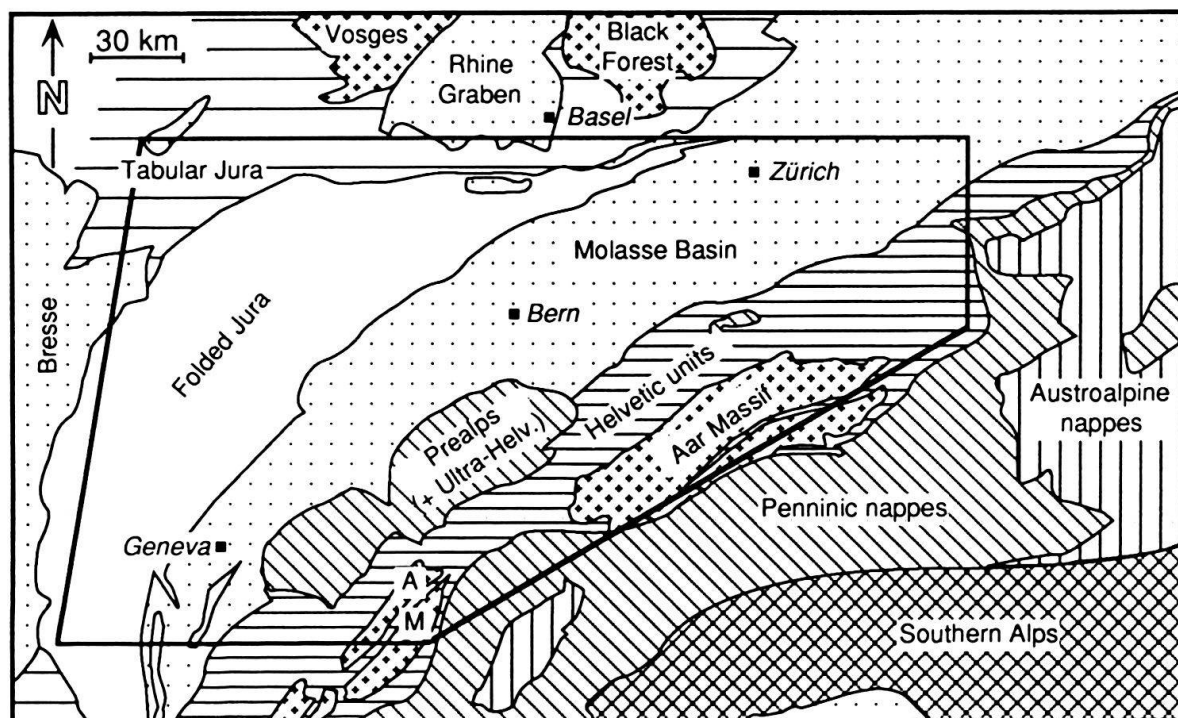 Vosges
Black
Forest
30 km
Rhine
Graben
N
Basel
Tabular Jura
Zürich
Molasse Basin
Bresse
Folded Jura
Bern
Helvetic units
Aar Massif
Austroalpine
nappes
Prealps
(+ Ultra-Helv.)
Penninic nappes
Geneva
A
M
Southern Alps